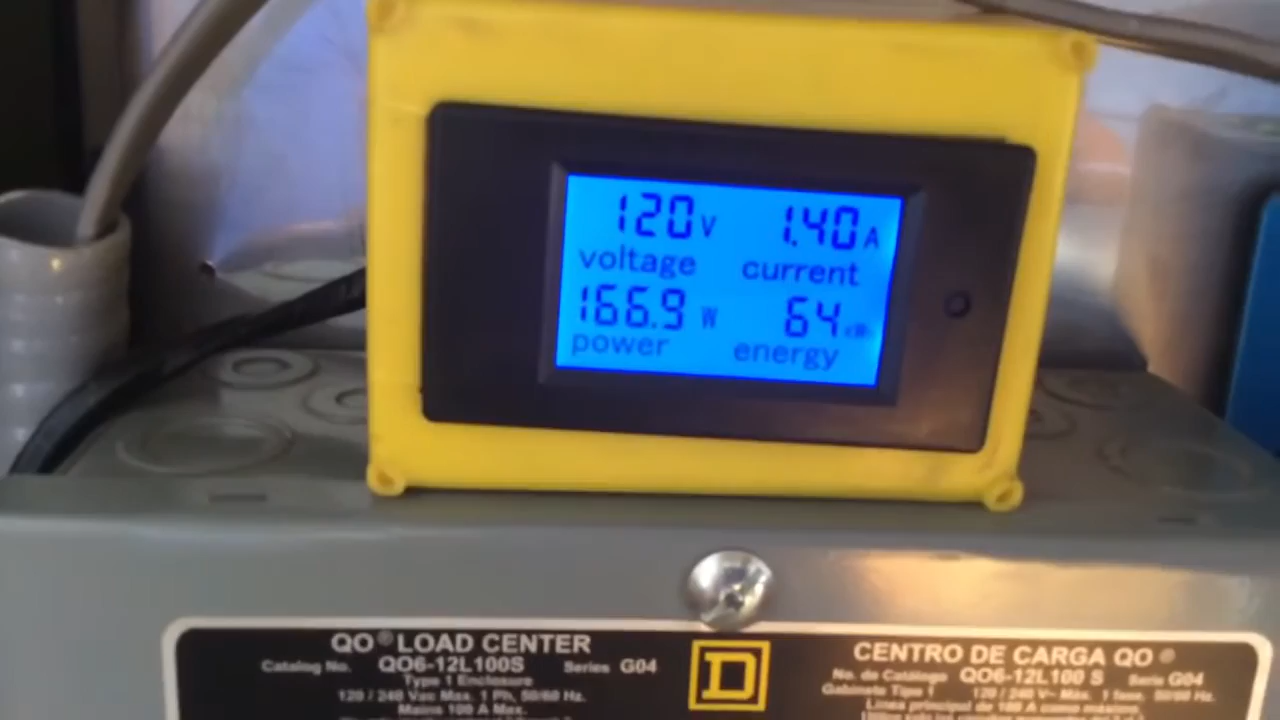 120V 1.40A
voltage current
166.9 W 64
power energy
QO® LOAD CENTER
Catalog No. QO6-12L100S Series G04
Type 1 Enclosure
120 / 240 Vac Max. 1 Ph, 50/60 Hz.
Mains 100 A Max.
D
CENTRO DE CARGA QO®
No. de Catálogo QO6-12L100 S Serie G04
Gabinete Tipo 1 120 / 240 V~ Máx. 1 fase, 50/60 Hz.
Línea principal de 100 A como máximo.